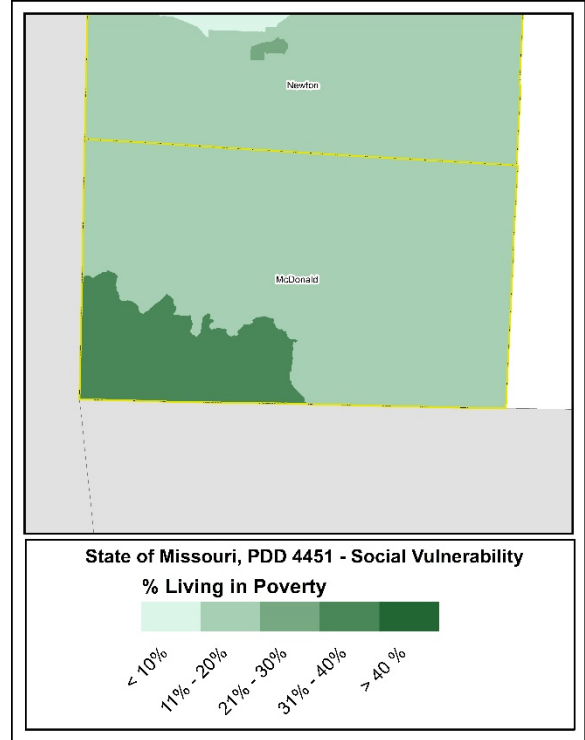 Newton
McDonald
State of Missouri, PDD 4451 - Social Vulnerability
% Living in Poverty
< 10%
11% - 20%
21% - 30%
31% - 40%
> 40 %